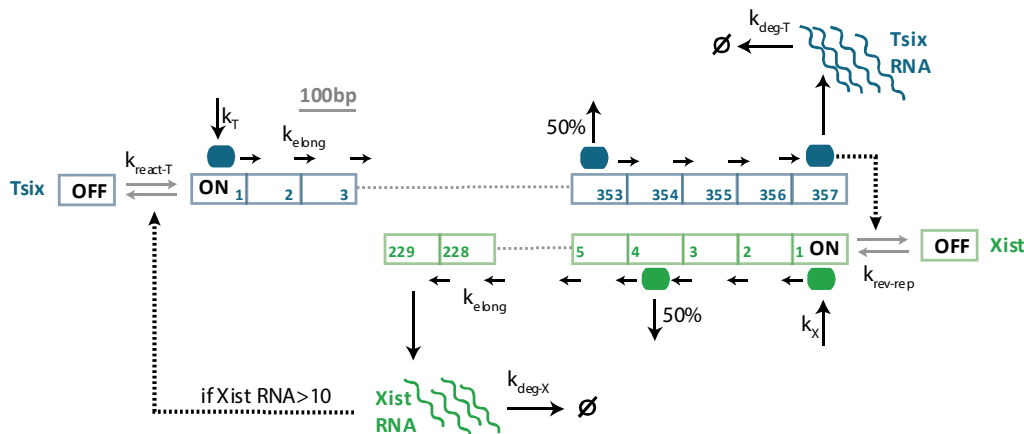 k_deg-T
Ø
Tsix
RNA
100bp
k_T
k_elong
50%
k_react-T
Tsix
OFF
ON 1
2
3
353
354
355
356
357
229
228
5
4
3
2
1 ON
OFF
Xist
k_rev-rep
k_elong
50%
k_X
if Xist RNA>10
Xist
RNA
k_deg-X
Ø